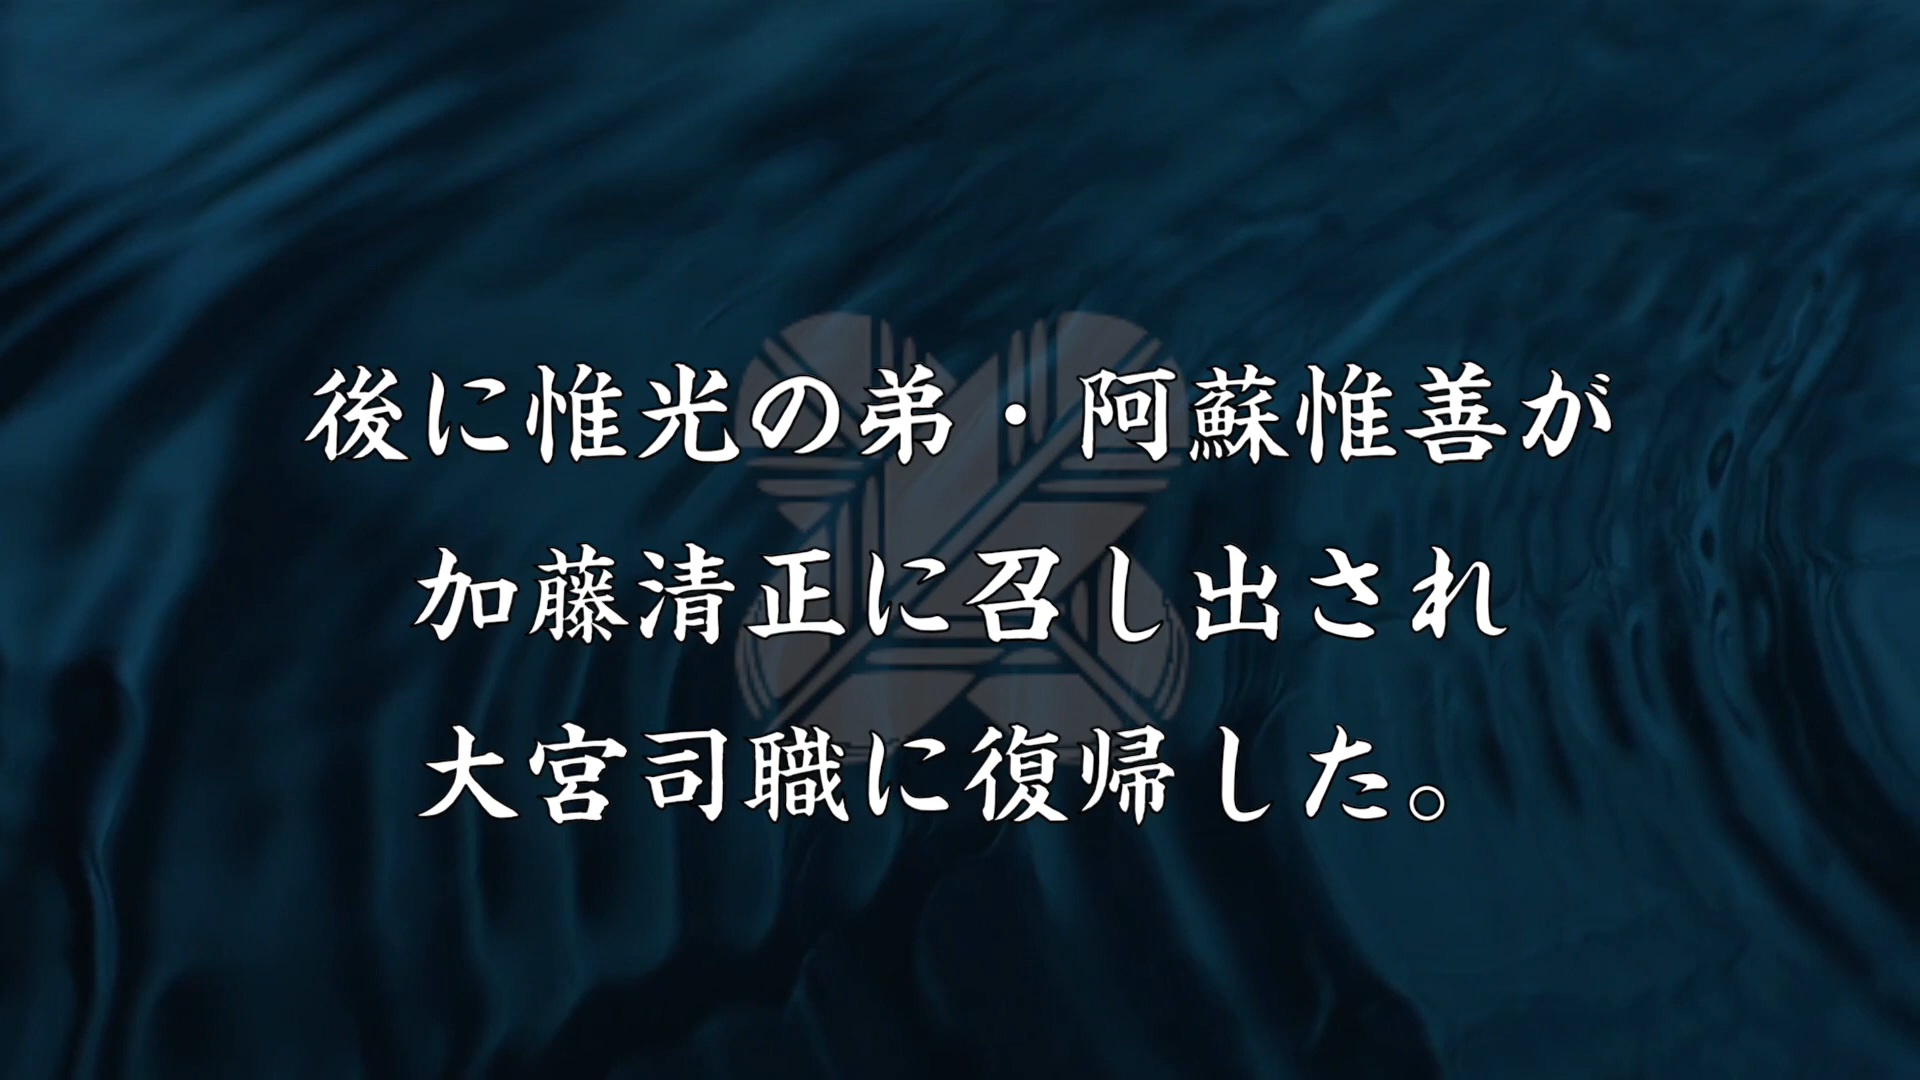 後に惟光の弟・阿蘇惟善が
加藤清正に召し出され
大宮司職に復帰した。